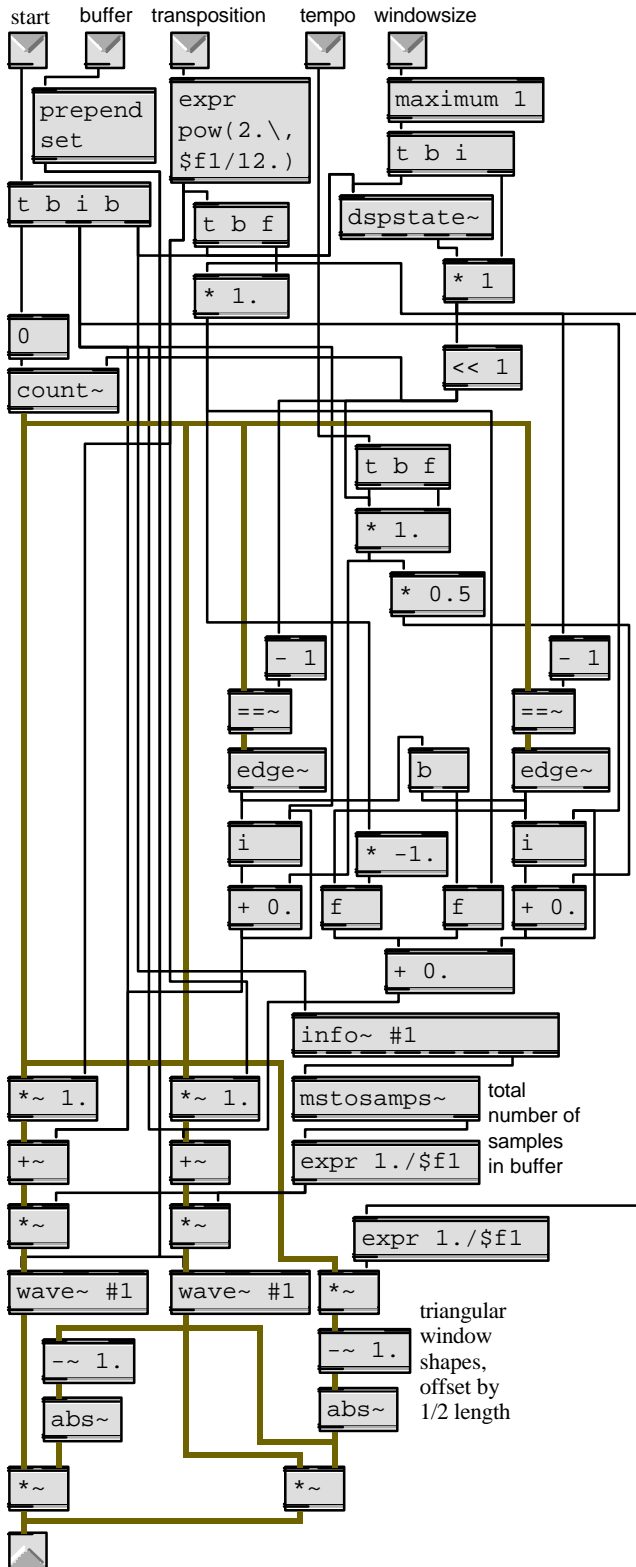 start buffer transposition tempo windowsize
prepend
set
expr
pow(2.\,
$f1/12.)
maximum 1
t b i
t b i b
t b f
dspstate~
* 1.
* 1
0
<< 1
count~
t b f
* 1.
* 0.5
- 1
- 1
==~
==~
edge~
b
edge~
i
* -1.
i
+ 0.
f
f
+ 0.
+ 0.
info~ #1
*~ 1.
*~ 1.
mstosamps~
total
number of
samples
in buffer
+~
+~
expr 1./$f1
*~
*~
expr 1./$f1
wave~ #1
wave~ #1
*~
triangular
window
shapes,
offset by
1/2 length
-~ 1.
-~ 1.
abs~
abs~
*~
*~